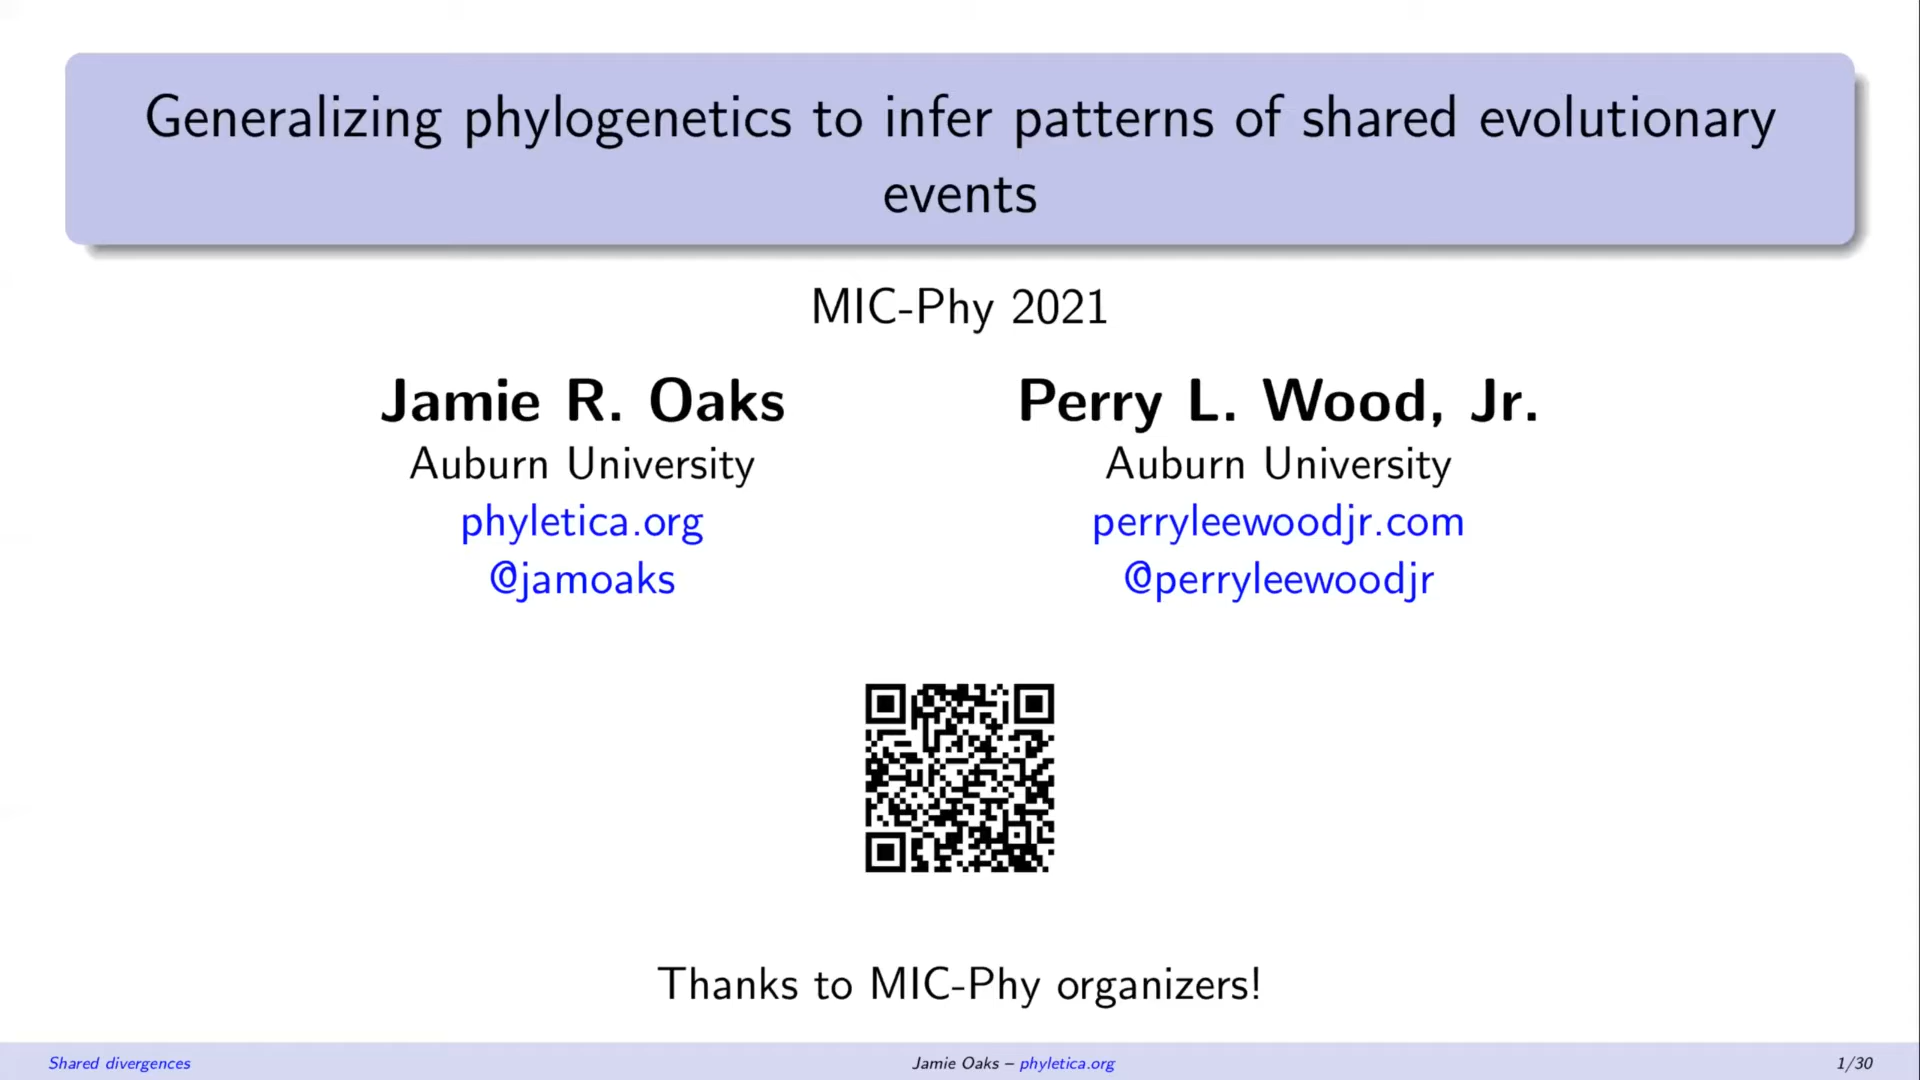 Generalizing phylogenetics to infer patterns of shared evolutionary
events
MIC-Phy 2021
Jamie R. Oaks
Auburn University
phyletica.org
@jamoaks
Perry L. Wood, Jr.
Auburn University
perryleewoodjr.com
@perryleewoodjr
Thanks to MIC-Phy organizers!
Shared divergences
Jamie Oaks – phyletica.org
1/30